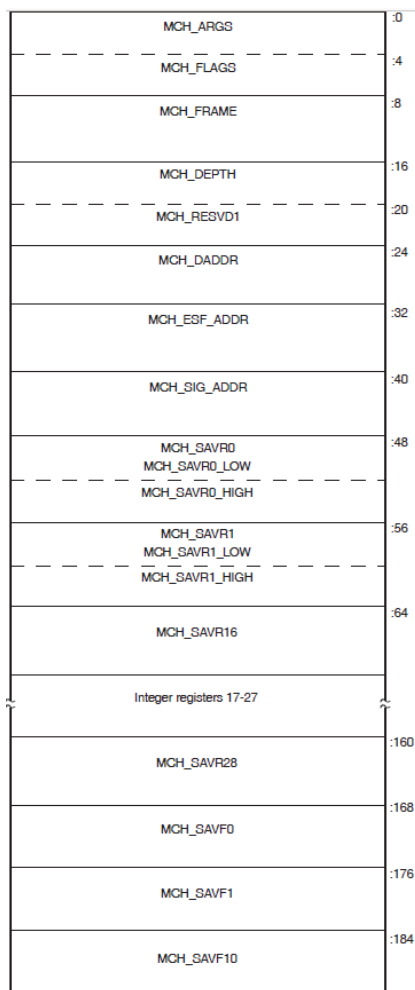 :0
MCH_ARGS
:4
MCH_FLAGS
:8
MCH_FRAME
:16
MCH_DEPTH
:20
MCH_RESVD1
:24
MCH_DADDR
:32
MCH_ESF_ADDR
:40
MCH_SIG_ADDR
:48
MCH_SAVR0
MCH_SAVR0_LOW
MCH_SAVR0_HIGH
:56
MCH_SAVR1
MCH_SAVR1_LOW
MCH_SAVR1_HIGH
:64
MCH_SAVR16
Integer registers 17-27
:160
MCH_SAVR28
:168
MCH_SAVF0
:176
MCH_SAVF1
:184
MCH_SAVF10